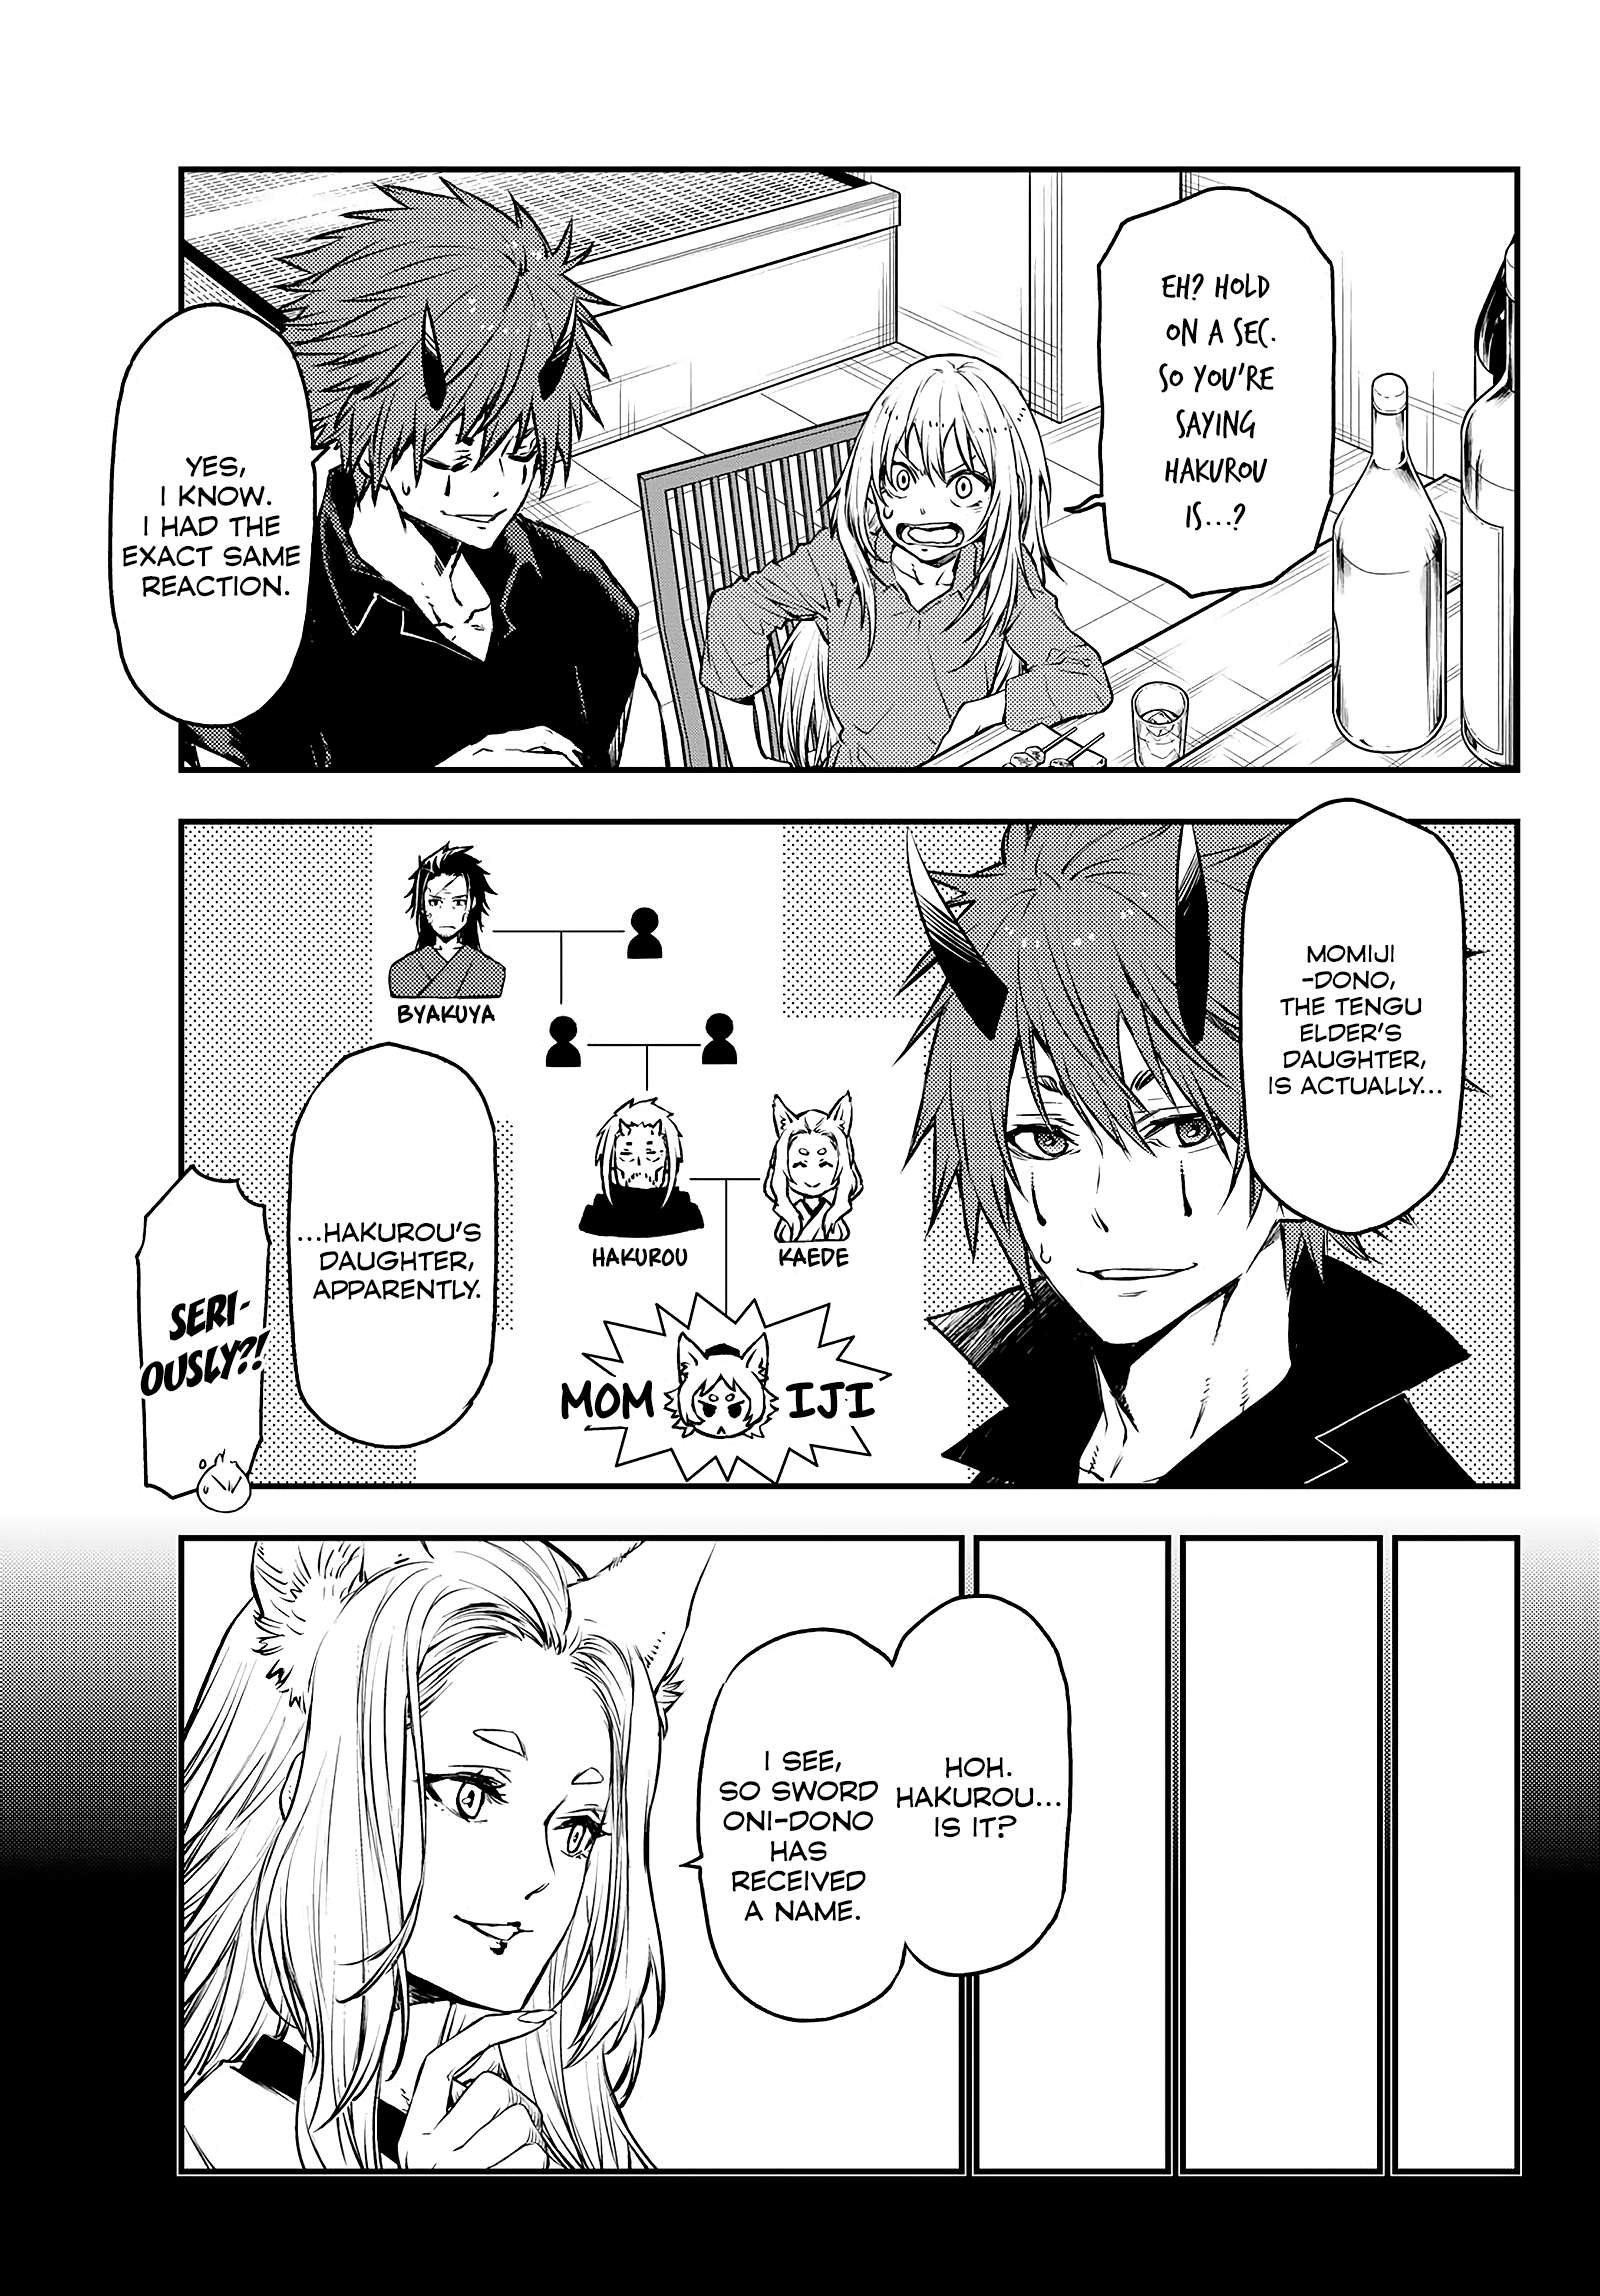 EH? HOLD
ON A SEC.
SO YOU'RE
SAYING
HAKUROU
IS...?
YES,
I KNOW.
I HAD THE
EXACT SAME
REACTION.
MOMIJI
-DONO,
THE TENGU
ELDER'S
DAUGHTER,
IS ACTUALLY...
BYAKUYA
HAKUROU
KAEDE
MOM IJI
...HAKUROU'S
DAUGHTER,
APPARENTLY.
SERI-
OUSLY?!
HOH.
HAKUROU...
IS IT?
I SEE,
SO SWORD
ONI-DONO
HAS
RECEIVED
A NAME.